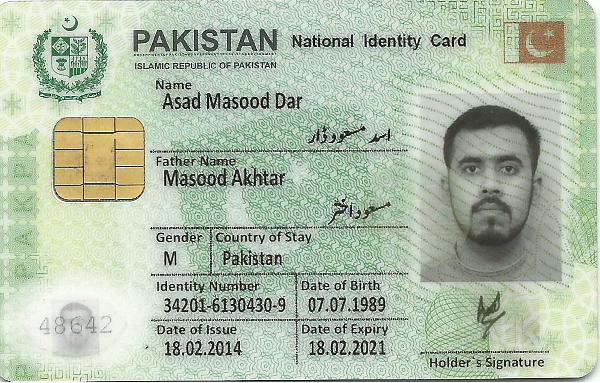 PAKISTAN National Identity Card
ISLAMIC REPUBLIC OF PAKISTAN
Name
Asad Masood Dar
اسد مسعود ڈار
Father Name
Masood Akhtar
مسعود اختر
Gender Country of Stay
M Pakistan
Identity Number Date of Birth
34201-6130430-9 07.07.1989
Date of Issue Date of Expiry
18.02.2014 18.02.2021
48642
Holder's Signature